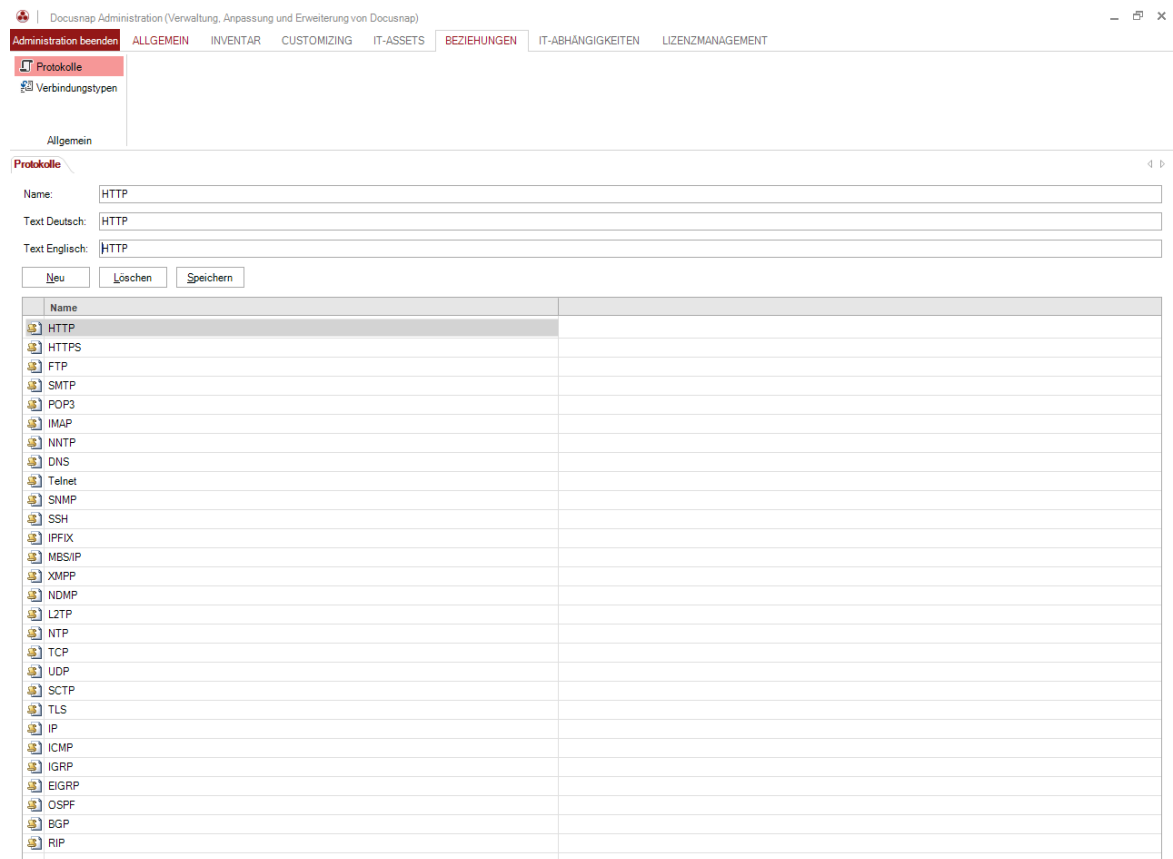 Docusnap Administration (Verwaltung, Anpassung und Erweiterung von Docusnap)
Administration beenden ALLGEMEIN INVENTAR CUSTOMIZING IT-ASSETS BEZIEHUNGEN IT-ABHÄNGIGKEITEN LIZENZMANAGEMENT
Protokolle
Verbindungstypen
Allgemein
Protokolle
Name: HTTP
Text Deutsch: HTTP
Text Englisch: HTTP
Neu Löschen Speichern
Name
HTTP
HTTPS
FTP
SMTP
POP3
IMAP
NNTP
DNS
Telnet
SNMP
SSH
IPFIX
MBS/IP
XMPP
NDMP
L2TP
NTP
TCP
UDP
SCTP
TLS
IP
ICMP
IGRP
EIGRP
OSPF
BGP
RIP